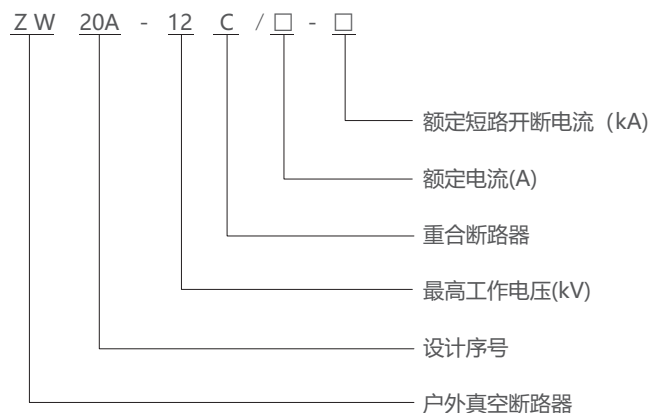 ZW 20A - 12 C /□ - □
额定短路开断电流（kA)
额定电流(A)
重合断路器
最高工作电压(kV)
设计序号
户外真空断路器